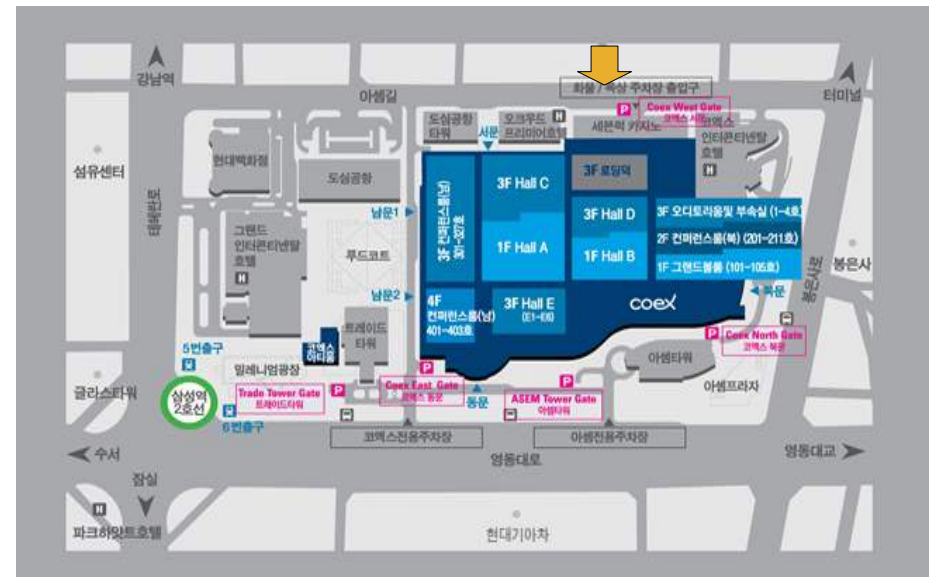 강남역
아셈길
화물 / 옥상 주차장 출입구
터미널
P
Coex West Gate
코엑스 서문
도심공항
타워
서문
오크우드
프리미어호텔
H
세븐럭 카지노
코엑스
인터콘티넨탈
호텔
H
섬유센터
현대백화점
도심공항
테헤란로
남문1
3F 컨퍼런스룸(남)
301-327호
3F Hall C
3F 로딩덱
3F Hall D
3F 오디토리움및 부속실 (1-4호)
2F 컨퍼런스룸(북) (201-211호)
1F 그랜드볼룸 (101-105호)
1F Hall A
1F Hall B
그랜드
인터콘티넨탈
호텔
H
푸드코트
봉은사
봉은사로
북문
남문2
4F
컨퍼런스룸(남)
401-403호
3F Hall E
(E1-E6)
coex
트레이드
타워
코엑스
아티움
P
Coex North Gate
코엑스 북문
5번출구
밀레니엄광장
아셈타워
아셈프라자
글라스타워
삼성역
2호선
6번출구
Trade Tower Gate
트레이드타워
P
P
Coex East Gate
코엑스 동문
동문
P
ASEM Tower Gate
아셈타워
코엑스전용주차장
아셈전용주차장
수서
영동대로
영동대교
잠실
H
파크하얏트호텔
현대기아차